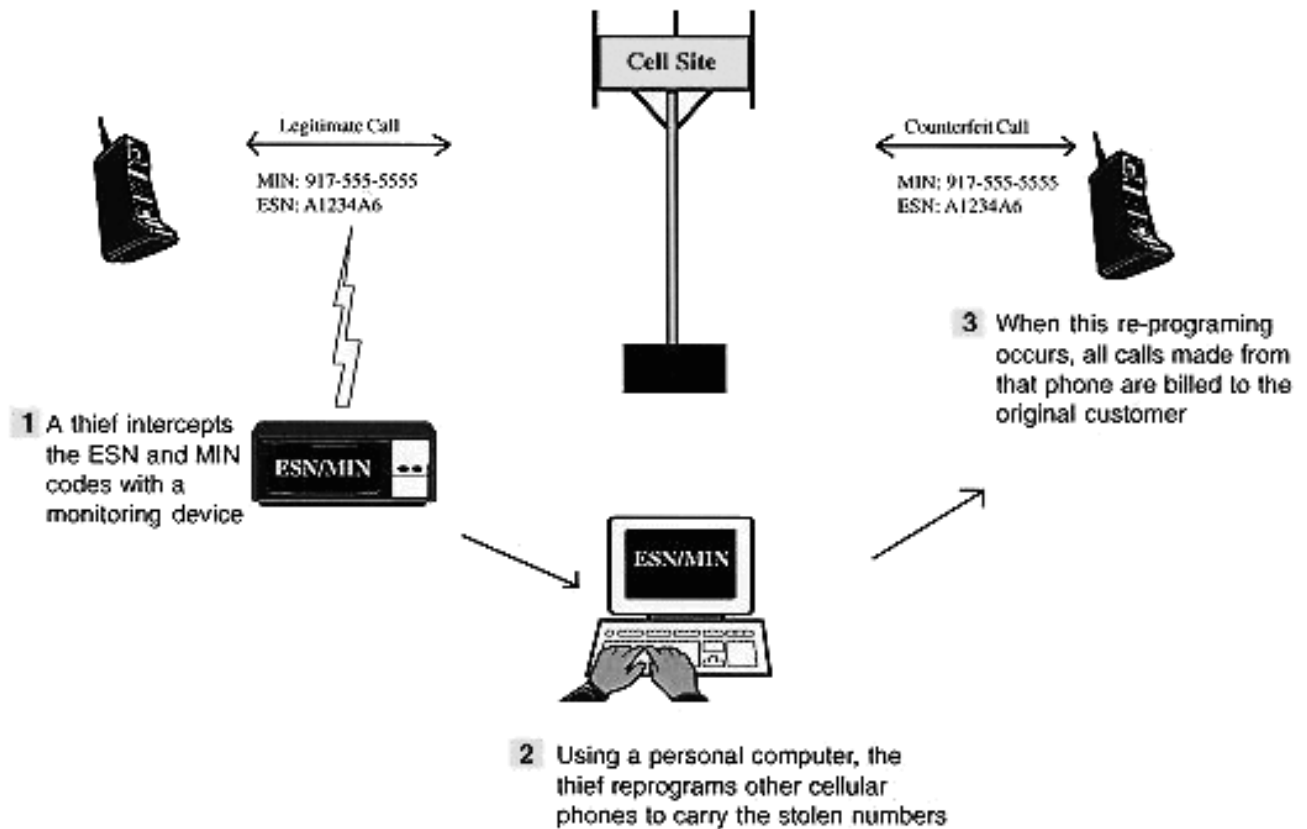 Cell Site
Legitimate Call
MIN: 917-555-5555
ESN: A1234A6
Counterfeit Call
MIN: 917-555-5555
ESN: A1234A6
1 A thief intercepts
the ESN and MIN
codes with a
monitoring device
ESN/MIN
ESN/MIN
2 Using a personal computer, the
thief reprograms other cellular
phones to carry the stolen numbers
3 When this re-programing
occurs, all calls made from
that phone are billed to the
original customer